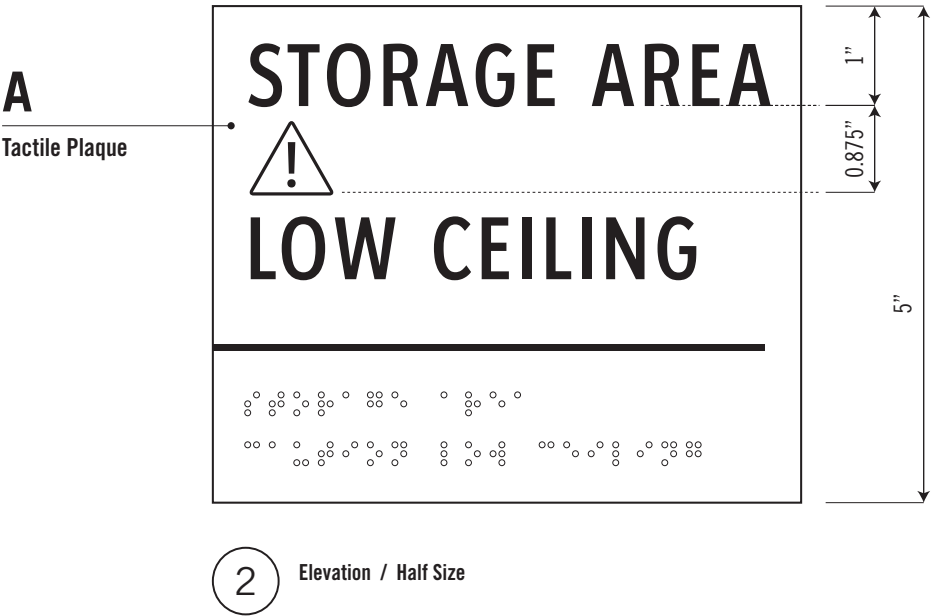 STORAGE AREA
1”
A
Tactile Plaque
!
0.875”
LOW CEILING
5”
⠎⠞⠕⠗⠁⠛⠑ ⠁⠗⠑⠁
⠉⠁⠥⠞⠊⠕⠝ ⠇⠕⠺ ⠉⠑⠊⠇⠊⠝⠛
2 Elevation / Half Size